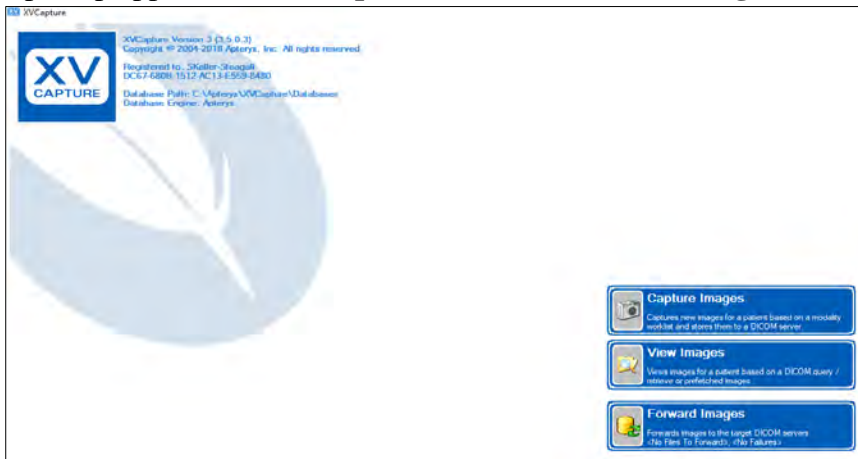 XVCapture
XV
CAPTURE
XVCapture Version 3 (3.5.0.3)
Copyright © 2004-2018 Apteryx, Inc. All rights reserved.
Registered to: SKeller-Steagall
Database Path: C:\Apteryx\XVCapture\Databases
Database Engine: Apteryx
Capture Images
Captures new images for a patient based on a modality
worklist and stores them to a DICOM server.
View Images
Views images for a patient based on a DICOM query /
retrieve or prefetched images.
Forward Images
Forwards images to the target DICOM servers
<No Files To Forward>, <No Failures>